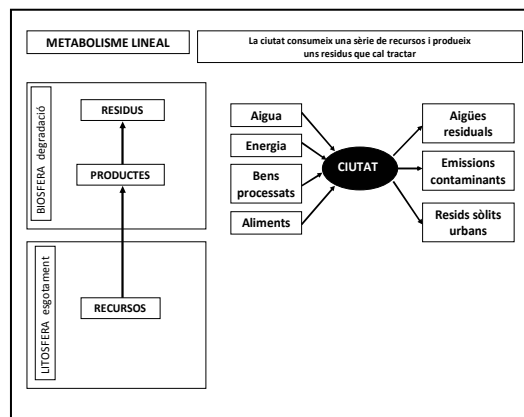 METABOLISME LINEAL
La ciutat consumeix una sèrie de recursos i produeix
uns residus que cal tractar
BIOSFERA degradació
RESIDUS
PRODUCTES
LITOSFERA esgotament
RECURSOS
Aigua
Energia
Bens
processats
Aliments
CIUTAT
Aigües
residuals
Emissions
contaminants
Resids sòlits
urbans